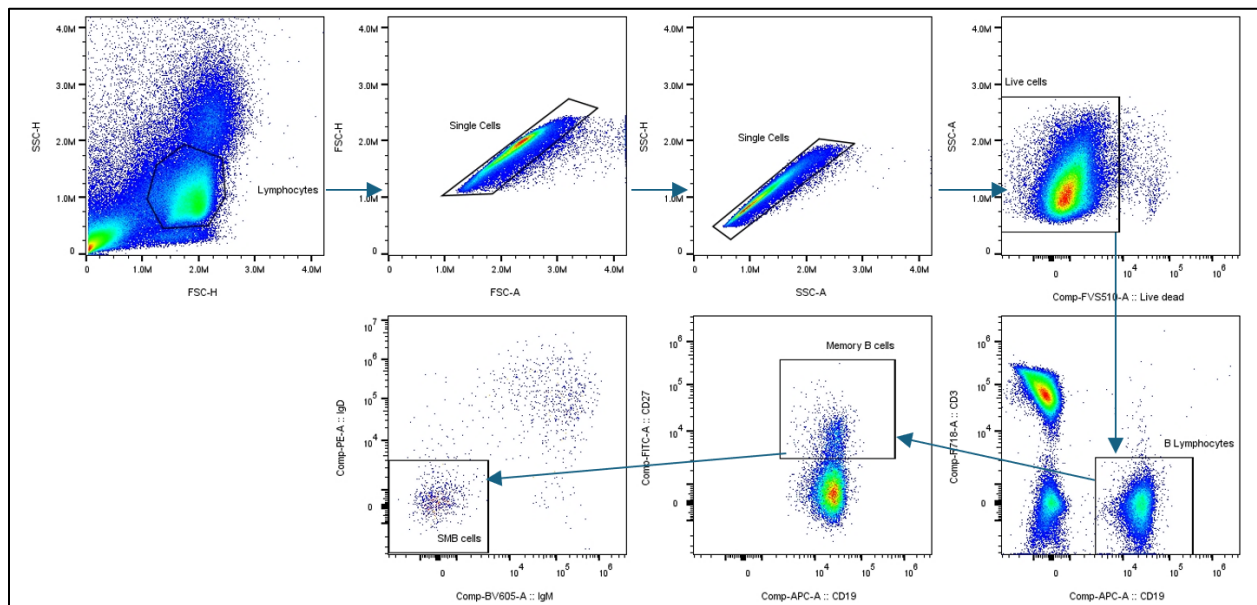 4.0M
3.0M
2.0M
1.0M
0
SSC-H
Lymphocytes
0
1.0M
2.0M
3.0M
4.0M
FSC-H
4.0M
3.0M
2.0M
1.0M
0
FSC-H
Single Cells
0
1.0M
2.0M
3.0M
4.0M
FSC-A
4.0M
3.0M
2.0M
1.0M
0
SSC-H
Single Cells
0
1.0M
2.0M
3.0M
4.0M
SSC-A
4.0M
3.0M
2.0M
1.0M
0
SSC-A
Live cells
0
10^4
10^5
10^6
Comp-FVS510-A :: Live dead
10^7
10^6
10^5
10^4
0
Comp-PE-A :: IgD
SMB cells
0
10^4
10^5
10^6
Comp-BV605-A :: IgM
10^6
10^5
10^4
0
Comp-FITC-A :: CD27
Memory B cells
0
10^4
10^5
10^6
Comp-APC-A :: CD19
10^6
10^5
10^4
0
Comp-R718-A :: CD3
B Lymphocytes
0
10^4
10^5
10^6
Comp-APC-A :: CD19